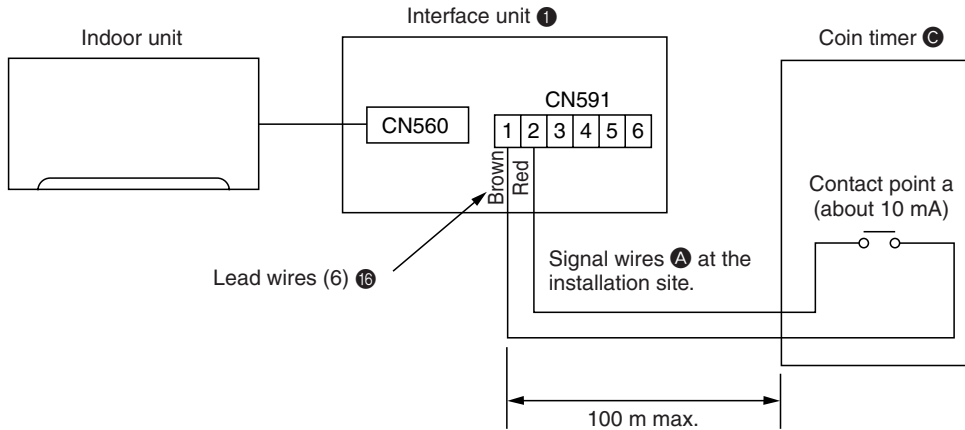 Interface unit ❶
Indoor unit
Coin timer 🅒
CN560
CN591
1 2 3 4 5 6
Brown
Red
Contact point a
(about 10 mA)
Signal wires 🅐 at the
installation site.
Lead wires (6) ⓰
100 m max.